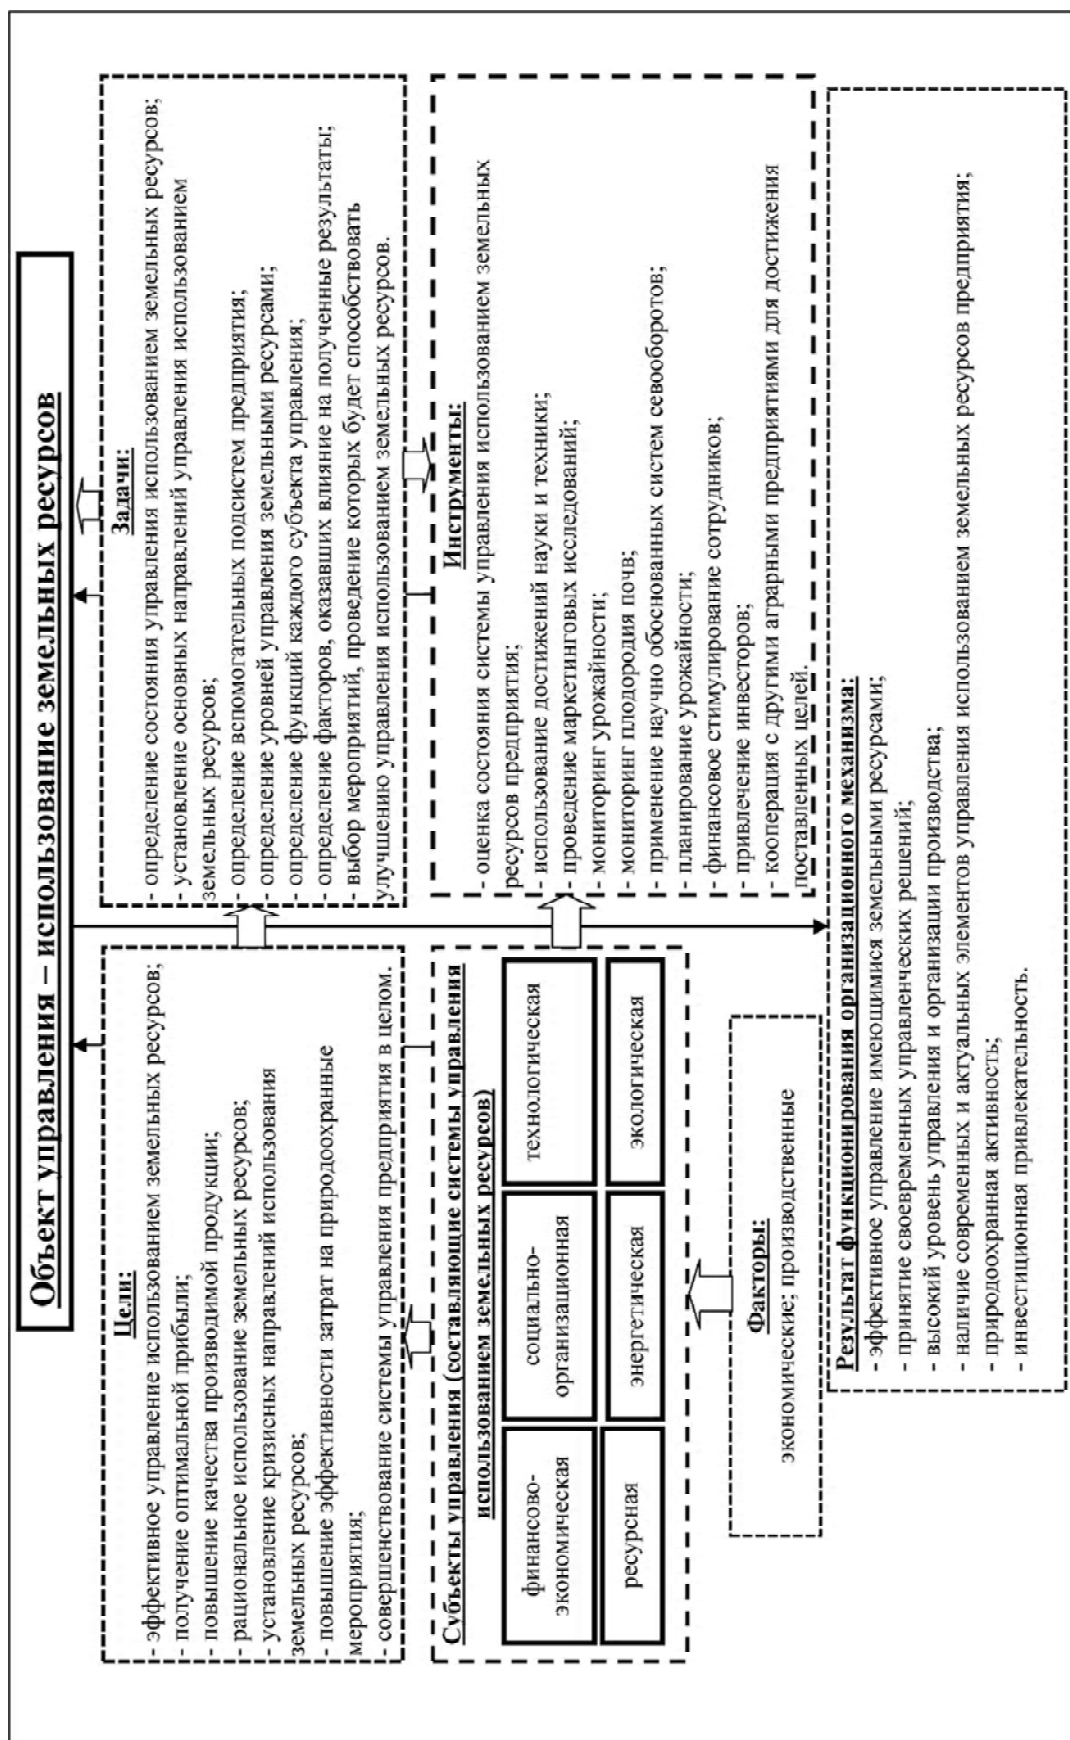 Объект управления – использование земельных ресурсов
Цели:
- эффективное управление использованием земельных ресурсов;
- получение оптимальной прибыли;
- повышение качества производимой продукции;
- рациональное использование земельных ресурсов;
- установление кризисных направлений использования
земельных ресурсов;
- повышение эффективности затрат на природоохранные
мероприятия;
- совершенствование системы управления предприятия в целом.
Задачи:
- определение состояния управления использованием земельных ресурсов;
- установление основных направлений управления использованием
земельных ресурсов;
- определение вспомогательных подсистем предприятия;
- определение уровней управления земельными ресурсами;
- определение функций каждого субъекта управления;
- определение факторов, оказавших влияние на полученные результаты;
- выбор мероприятий, проведение которых будет способствовать
улучшению управления использованием земельных ресурсов.
Субъекты управления (составляющие системы управления
использованием земельных ресурсов)
финансово-
экономическая
социально-
организационная
технологическая
ресурсная
энергетическая
экологическая
Инструменты:
- оценка состояния системы управления использованием земельных
ресурсов предприятия;
- использование достижений науки и техники;
- проведение маркетинговых исследований;
- мониторинг урожайности;
- мониторинг плодородия почв;
- применение научно обоснованных систем севооборотов;
- планирование урожайности;
- финансовое стимулирование сотрудников;
- привлечение инвесторов;
- кооперация с другими аграрными предприятиями для достижения
поставленных целей.
Факторы:
экономические; производственные
Результат функционирования организационного механизма:
- эффективное управление имеющимися земельными ресурсами;
- принятие своевременных управленческих решений;
- высокий уровень управления и организации производства;
- наличие современных и актуальных элементов управления использованием земельных ресурсов предприятия;
- природоохранная активность;
- инвестиционная привлекательность.